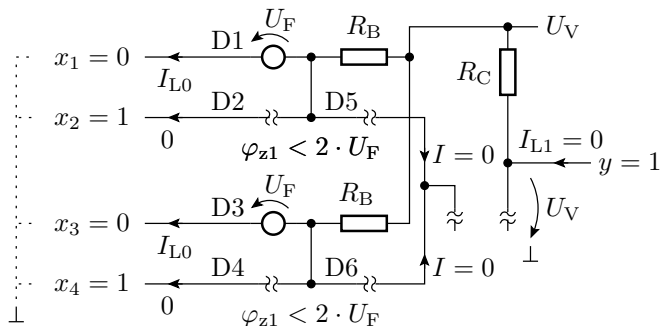 x₁ = 0 D1 U_F R_B U_V
I_L0 R_C
x₂ = 1 D2 D5 I_L1 = 0
0 φ_z1 < 2 · U_F I = 0 y = 1
x₃ = 0 D3 U_F R_B U_V
I_L0
x₄ = 1 D4 D6 I = 0 ⊥
⊥ 0 φ_z1 < 2 · U_F